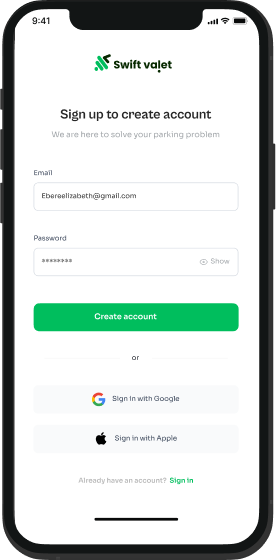 9:41
Swift valet
Sign up to create account
We are here to solve your parking problem
Email
Ebereelizabeth@gmail.com
Password
********
Show
Create account
or
Sign in with Google
Sign in with Apple
Already have an account? Sign in